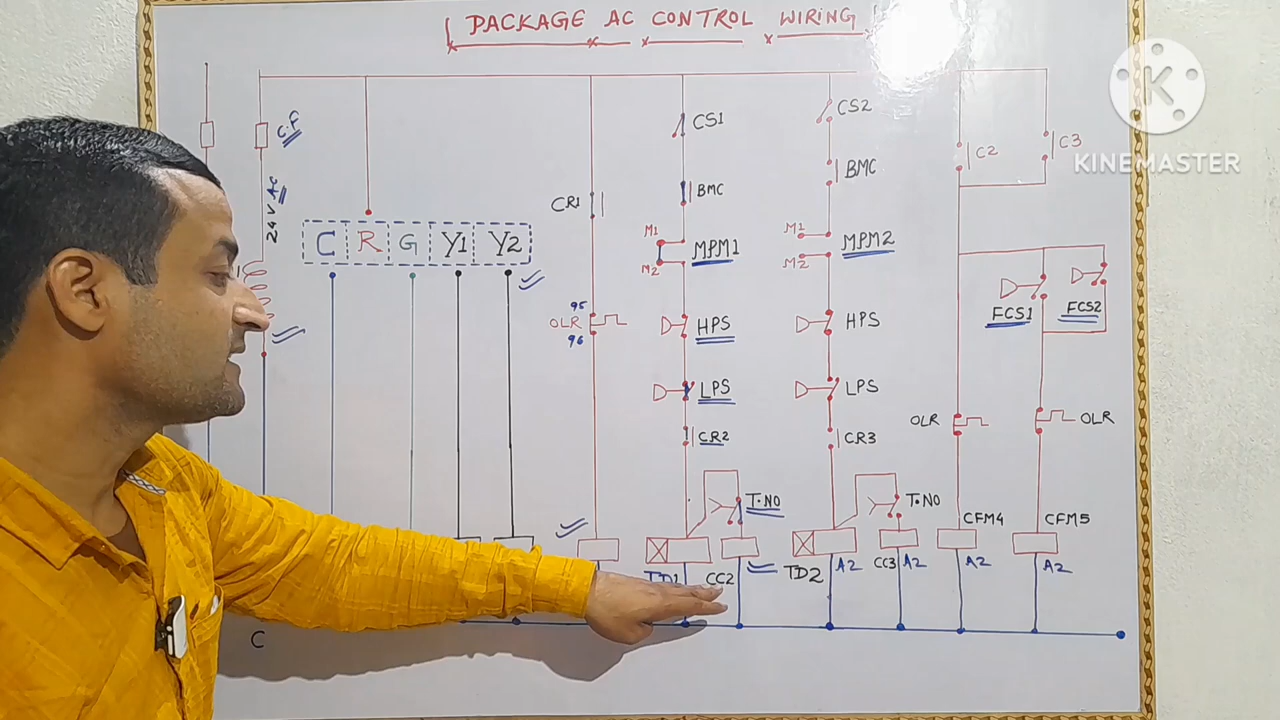 PACKAGE AC CONTROL WIRING
C.F
24V AC
C R G Y1 Y2
CR1
95
OLR
96
CS1
BMC
M1
MPM1
M2
HPS
LPS
CR2
T.NO
TD1
CC2
CS2
BMC
M1
MPM2
M2
HPS
LPS
CR3
T.NO
TD2
A2
CC3
A2
C2
C3
FCS1
FCS2
OLR
OLR
CFM4
CFM5
A2
A2
C
K
KINEMASTER